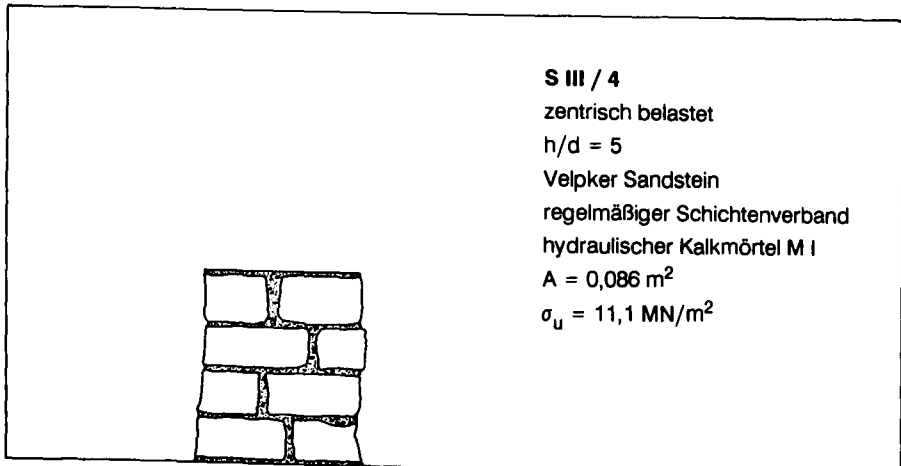 S III / 4
zentrisch belastet
h/d = 5
Velpker Sandstein
regelmäßiger Schichtenverband
hydraulischer Kalkmörtel M I
A = 0,086 m²
σᵤ = 11,1 MN/m²